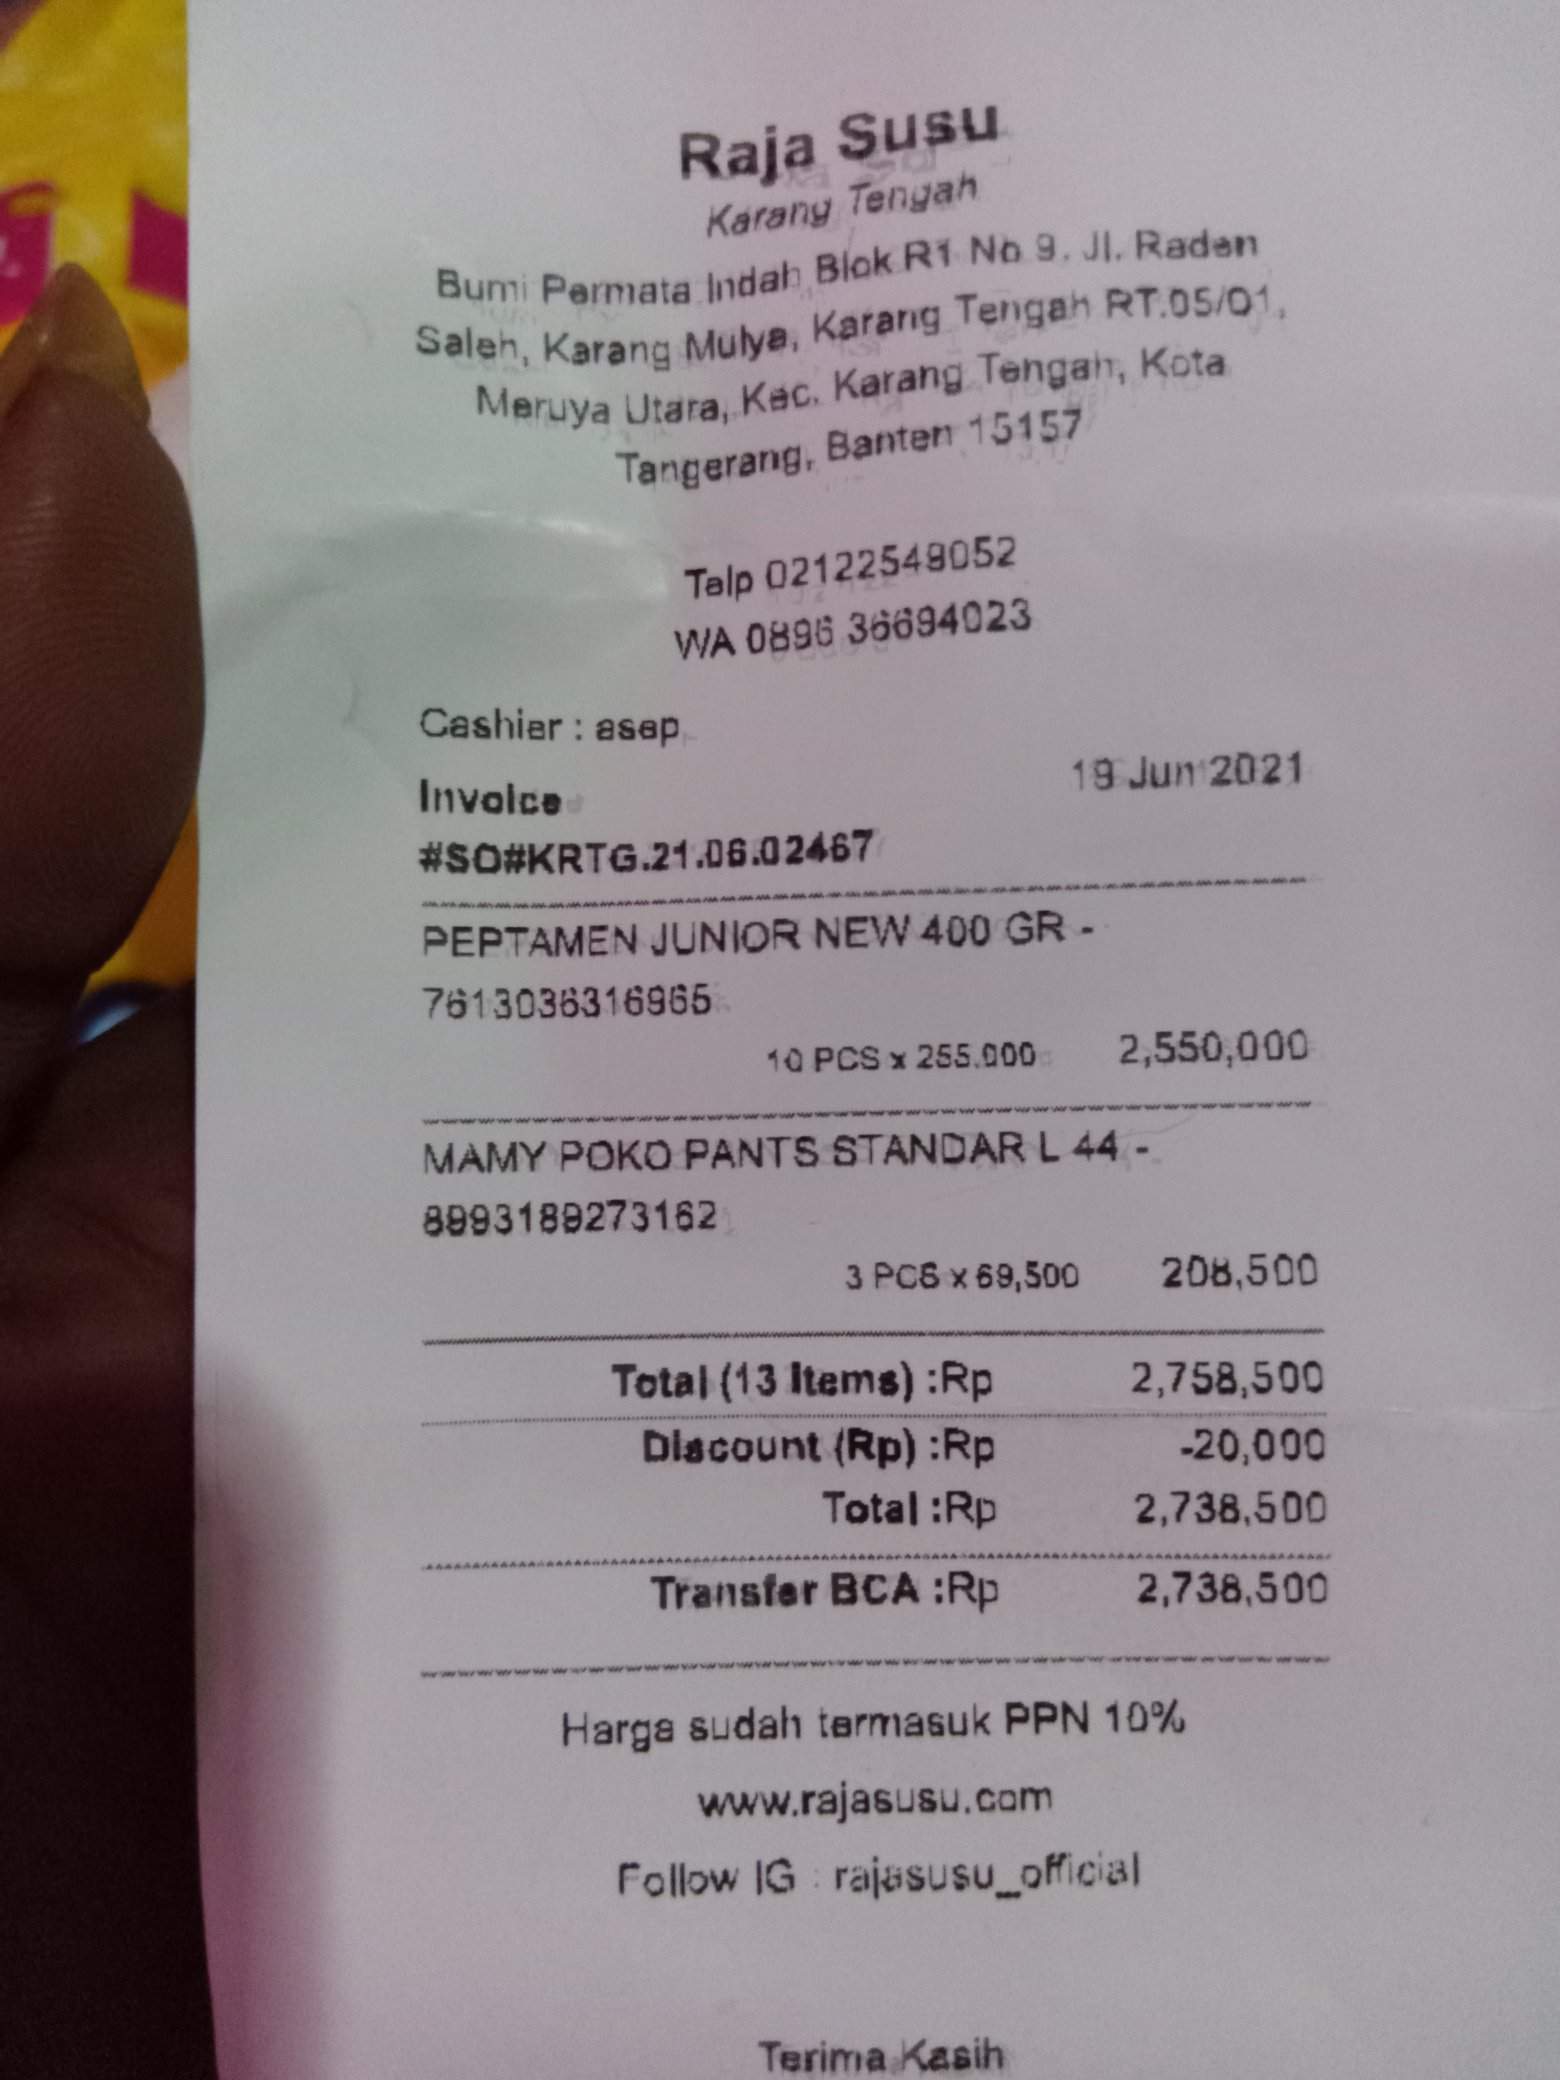 Raja Susu
Karang Tengah
Bumi Permata Indah Blok R1 No 9. Jl. Raden
Saleh, Karang Mulya, Karang Tengah RT.05/01,
Meruya Utara, Kec. Karang Tengah, Kota
Tangerang, Banten 15157
Telp 02122549052
WA 0896 36694023
Cashier : asep
19 Jun 2021
Invoice
#SO#KRTG.21.06.02467
PEPTAMEN JUNIOR NEW 400 GR -
7613036316965
10 PCS x 255.000 2,550,000
MAMY POKO PANTS STANDAR L 44 -
8993189273162
3 PCS x 69,500 208,500
Total (13 Items) :Rp 2,758,500
Discount (Rp) :Rp -20,000
Total :Rp 2,738,500
Transfer BCA :Rp 2,738,500
Harga sudah termasuk PPN 10%
www.rajasusu.com
Follow IG : rajasusu_official
Terima Kasih